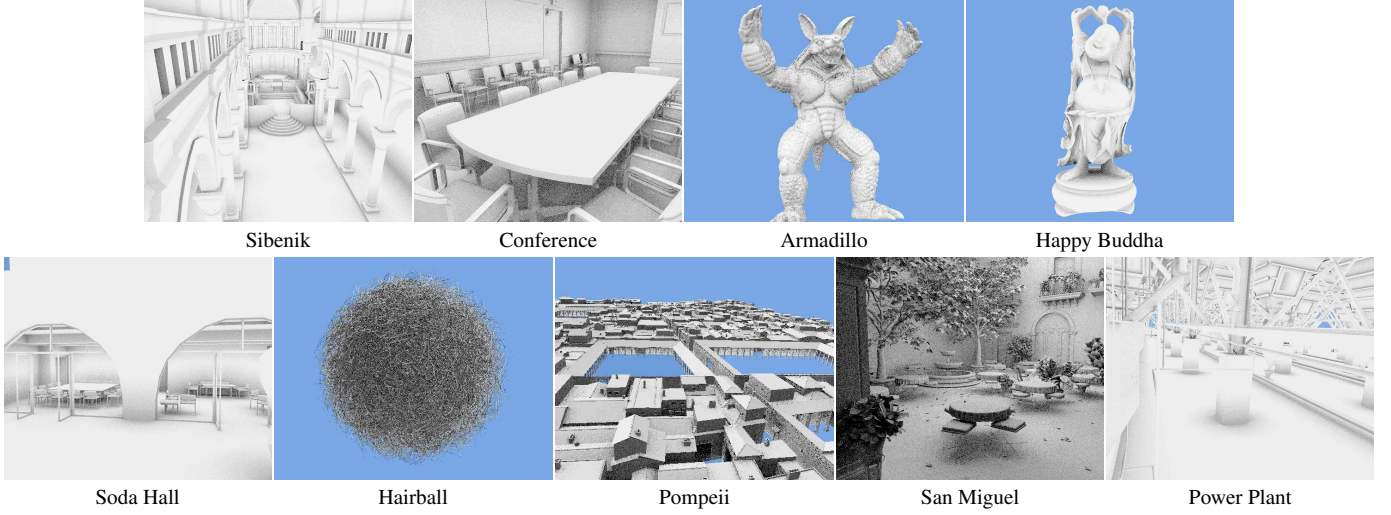 Sibenik
Conference
Armadillo
Happy Buddha
Soda Hall
Hairball
Pompeii
San Miguel
Power Plant